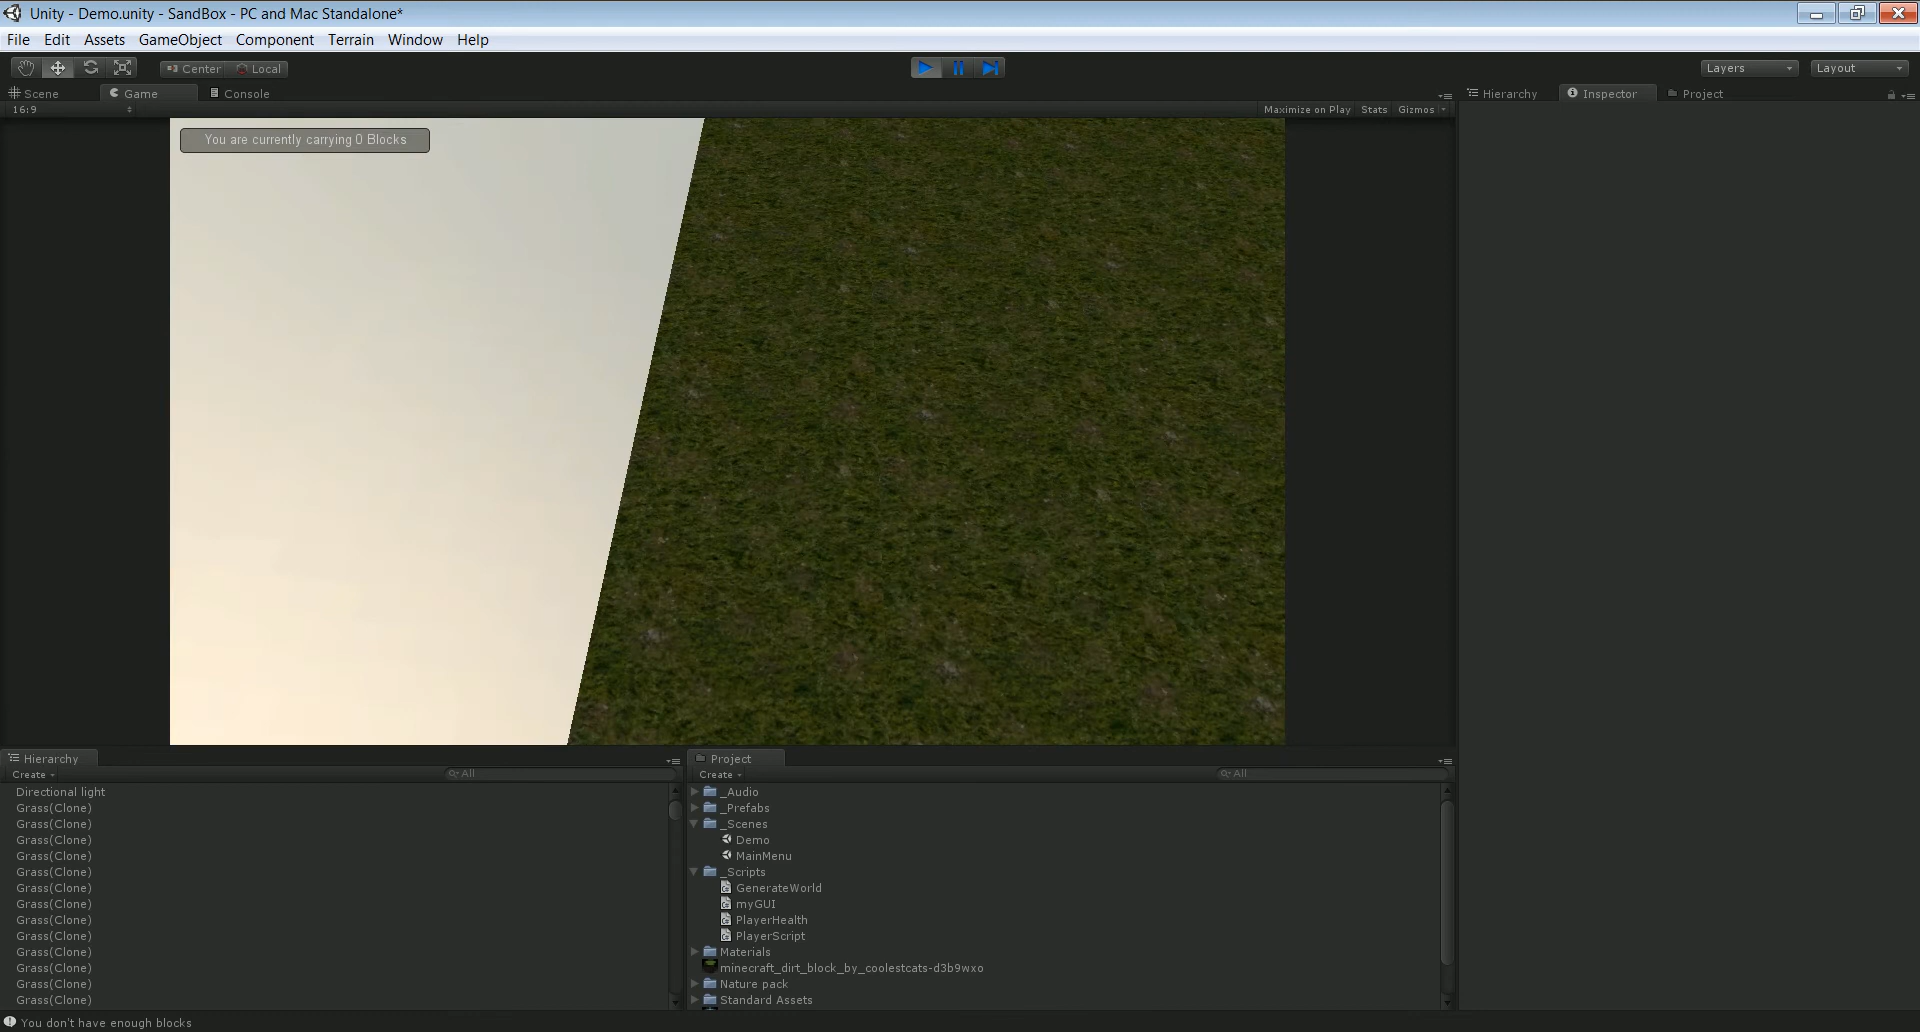 Unity - Demo.unity - SandBox - PC and Mac Standalone*
File Edit Assets GameObject Component Terrain Window Help
Center Local Layers Layout
Scene Game Console Hierarchy Inspector Project
16:9 Maximize on Play Stats Gizmos
You are currently carrying 0 Blocks
Hierarchy
Create All
Directional light
Grass(Clone)
Grass(Clone)
Grass(Clone)
Grass(Clone)
Grass(Clone)
Grass(Clone)
Grass(Clone)
Grass(Clone)
Grass(Clone)
Grass(Clone)
Grass(Clone)
Grass(Clone)
Grass(Clone)
Project
Create All
_Audio
_Prefabs
_Scenes
Demo
MainMenu
_Scripts
GenerateWorld
myGUI
PlayerHealth
PlayerScript
Materials
minecraft_dirt_block_by_coolestcats-d3b9wxo
Nature pack
Standard Assets
You don't have enough blocks